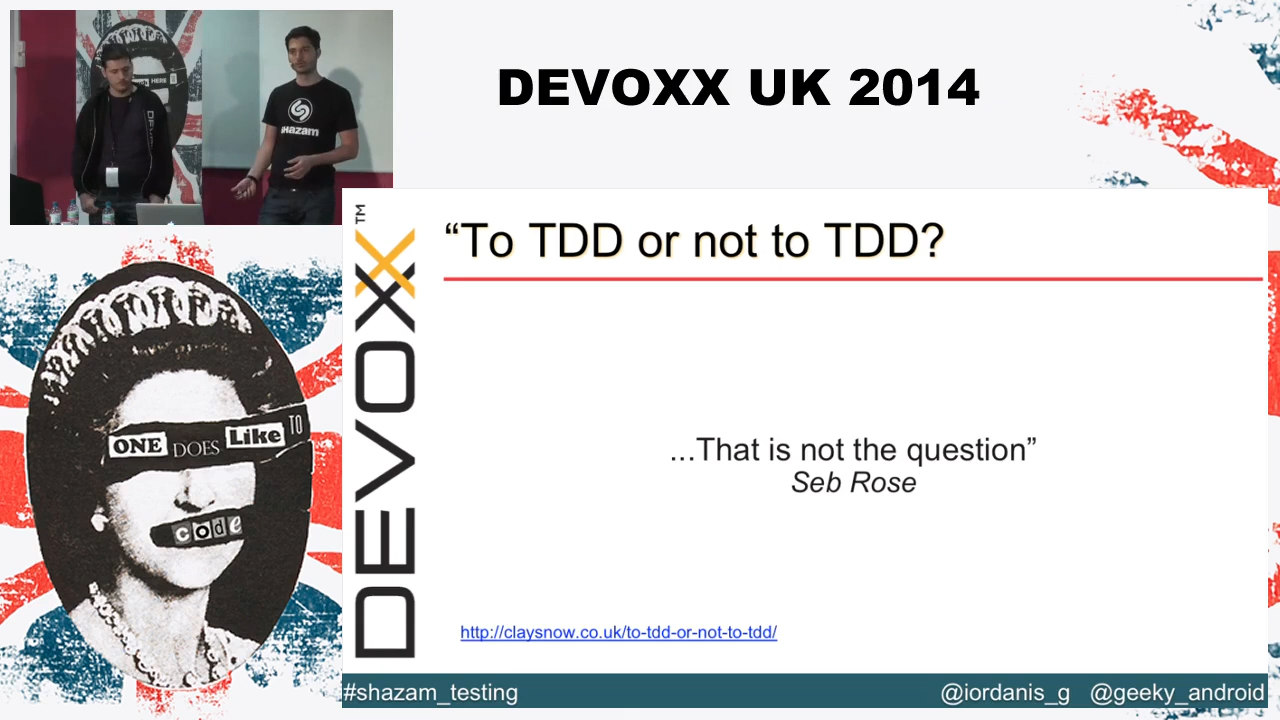 DEVOXX UK 2014
SHAZAM
DEVOXX™
“To TDD or not to TDD?
...That is not the question”
Seb Rose
http://claysnow.co.uk/to-tdd-or-not-to-tdd/
ONE DOES Like TO
code
#shazam_testing
@iordanis_g @geeky_android